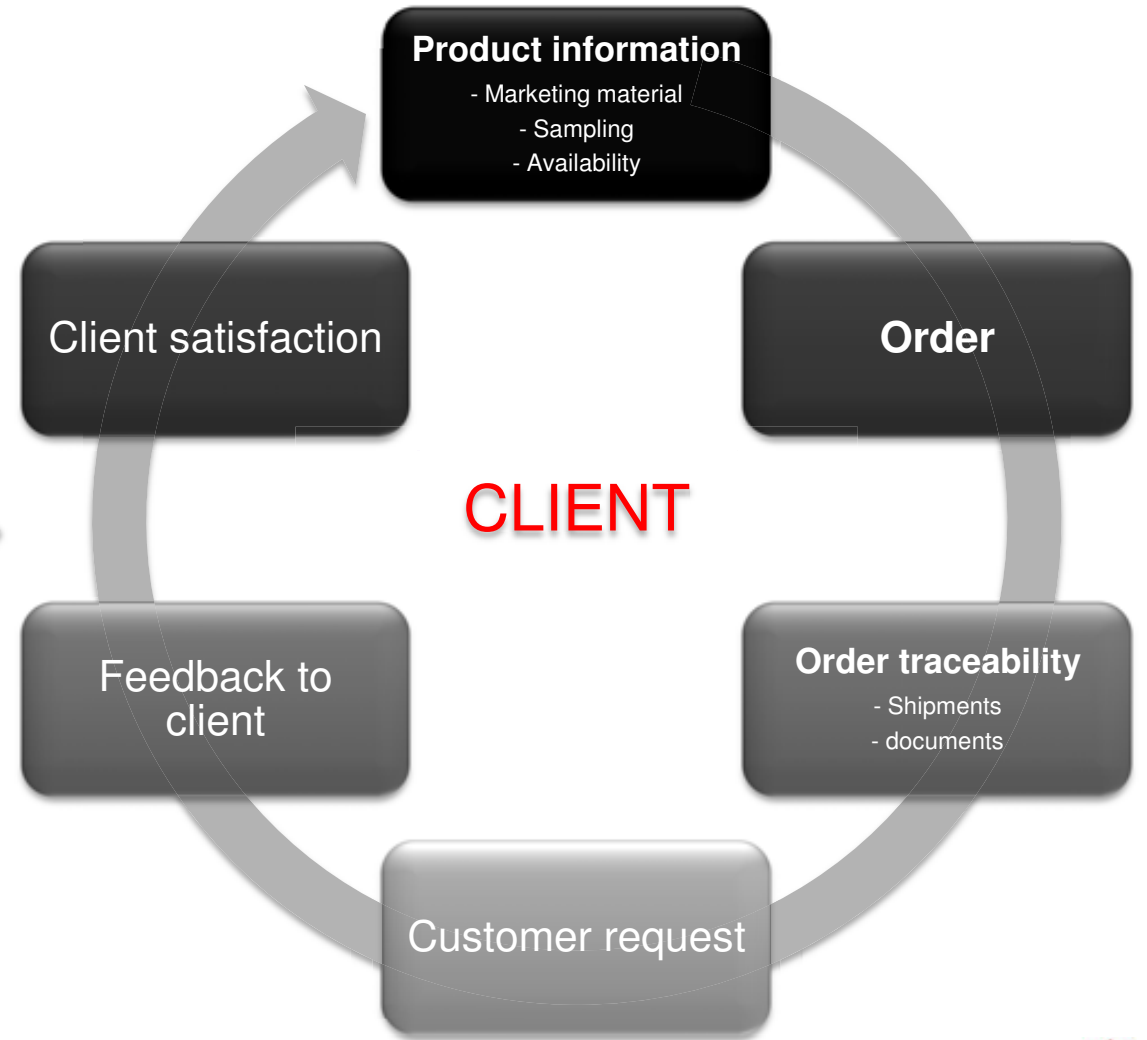 Product information
- Marketing material
- Sampling
- Availability
Order
Order traceability
- Shipments
- documents
Customer request
Feedback to
client
Client satisfaction
CLIENT